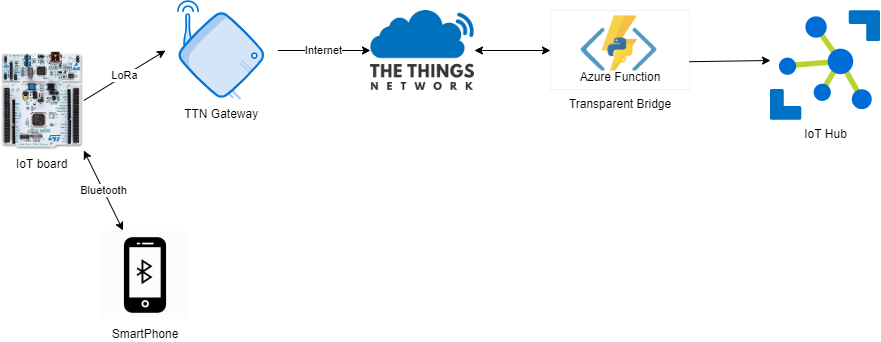 LoRa
Internet
THE THINGS
NETWORK
Azure Function
TTN Gateway
Transparent Bridge
IoT Hub
IoT board
Bluetooth
SmartPhone